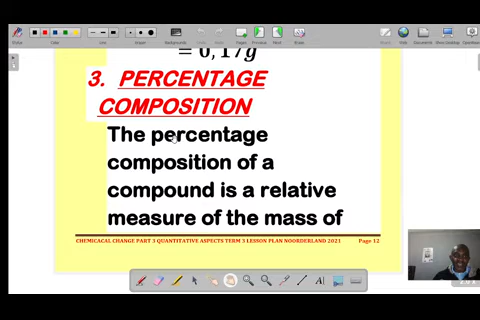 = 0,17g
3. PERCENTAGE
COMPOSITION
The percentage
composition of a
compound is a relative
measure of the mass of
CHEMICACAL CHANGE PART 3 QUANTITATIVE ASPECTS TERM 3 LESSON PLAN NOORDERLAND 2021 Page 12